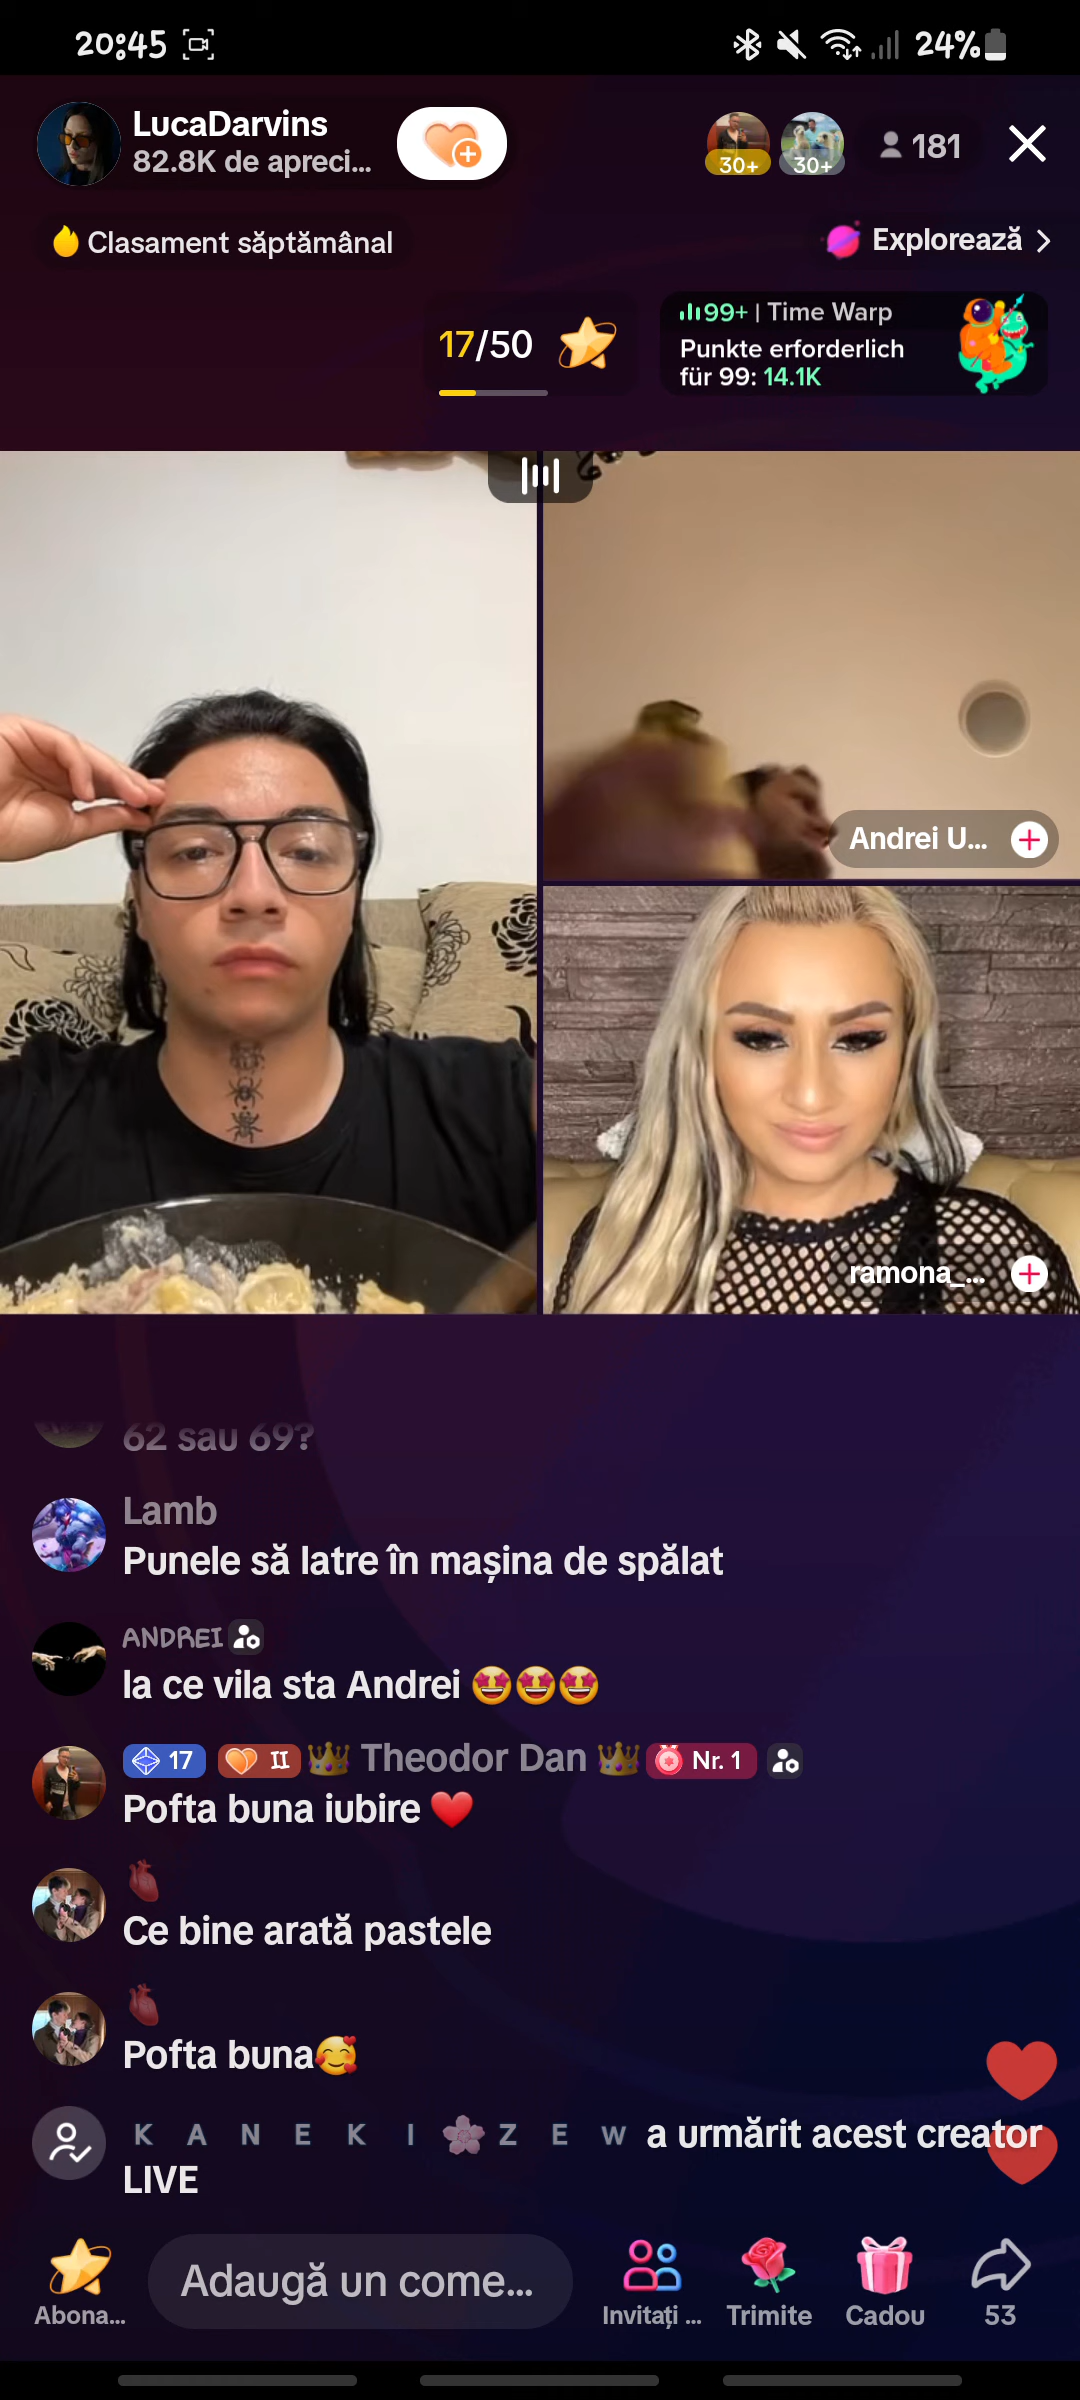 20:45
24%
LucaDarvins
82.8K de apreci...
30+
30+
181
Clasament săptămânal
Explorează
17/50
99+ | Time Warp
Punkte erforderlich
für 99: 14.1K
Andrei U...
ramona_...
62 sau 69?
Lamb
Punele să latre în mașina de spălat
ANDREI
la ce vila sta Andrei 🤩🤩🤩
17 II 👑 Theodor Dan 👑 Nr. 1
Pofta buna iubire ❤️
🫀
Ce bine arată pastele
🫀
Pofta buna🥰
K A N E K I 🌸 Z E w a urmărit acest creator
LIVE
Adaugă un come...
Abona...
Invitați ...
Trimite
Cadou
53